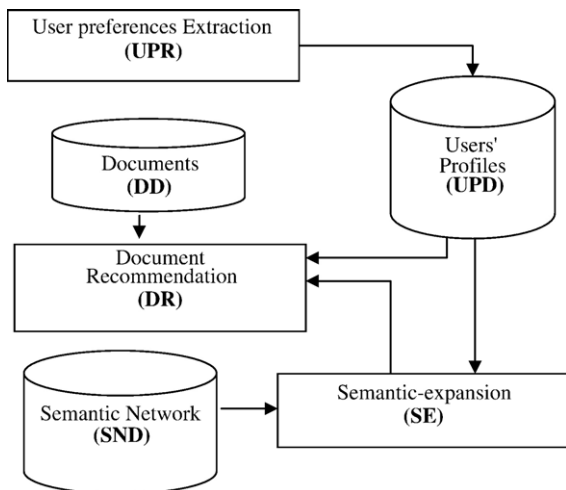 User preferences Extraction
(UPR)
Users'
Profiles
(UPD)
Documents
(DD)
Document
Recommendation
(DR)
Semantic Network
(SND)
Semantic-expansion
(SE)